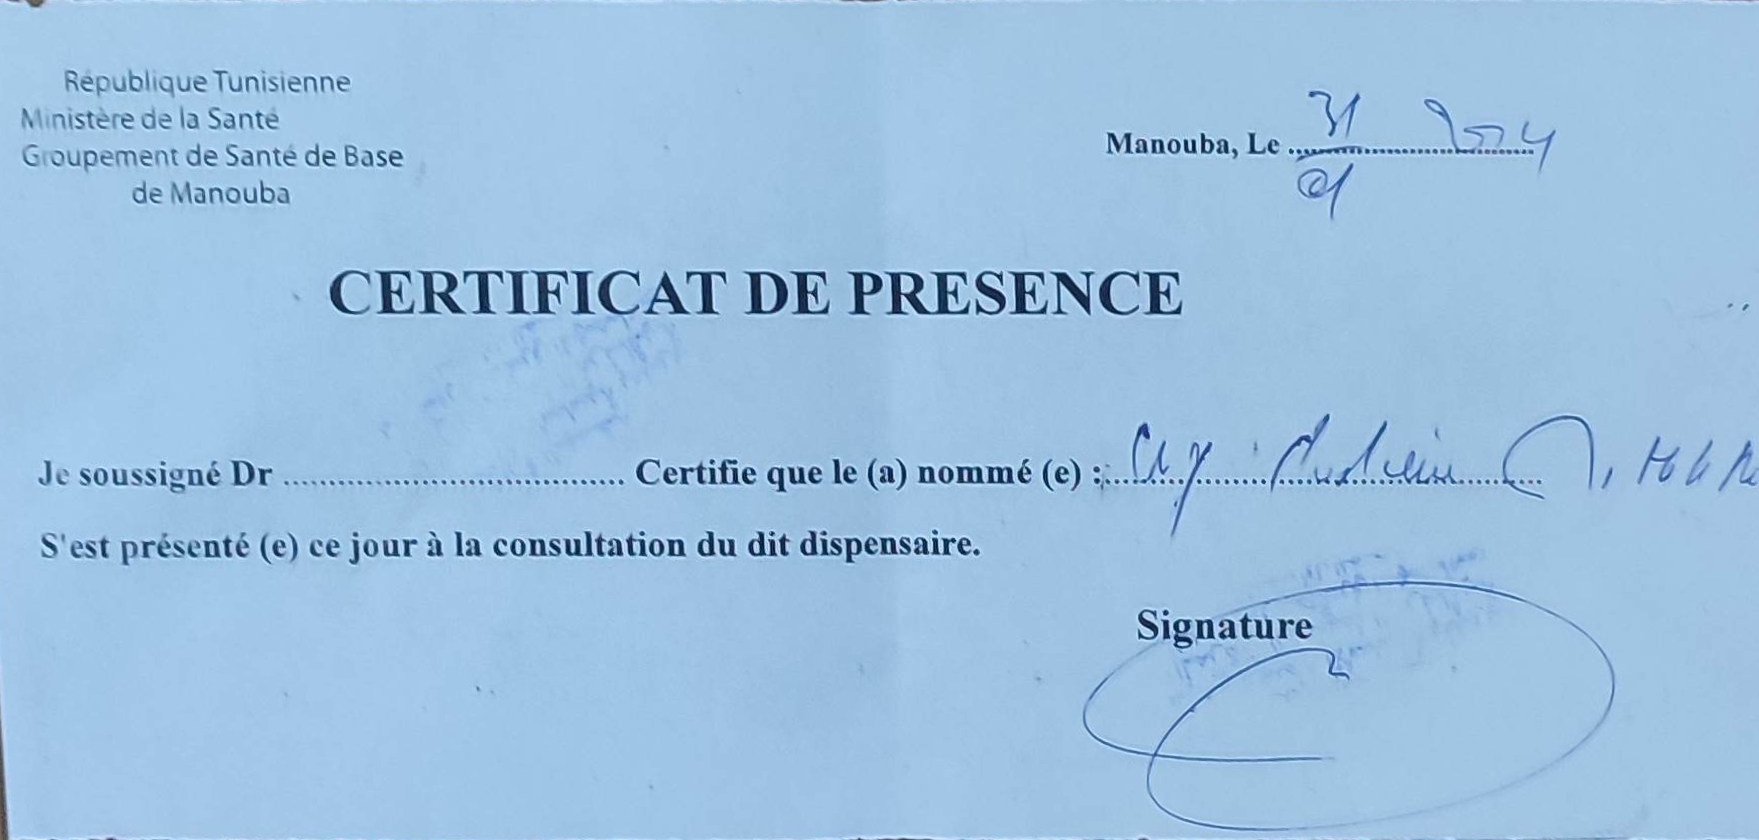 République Tunisienne
Ministère de la Santé
Groupement de Santé de Base
de Manouba
Manouba, Le 31/01 2024
CERTIFICAT DE PRESENCE
Je soussigné Dr .................................... Certifie que le (a) nommé (e) :
S'est présenté (e) ce jour à la consultation du dit dispensaire.
Signature